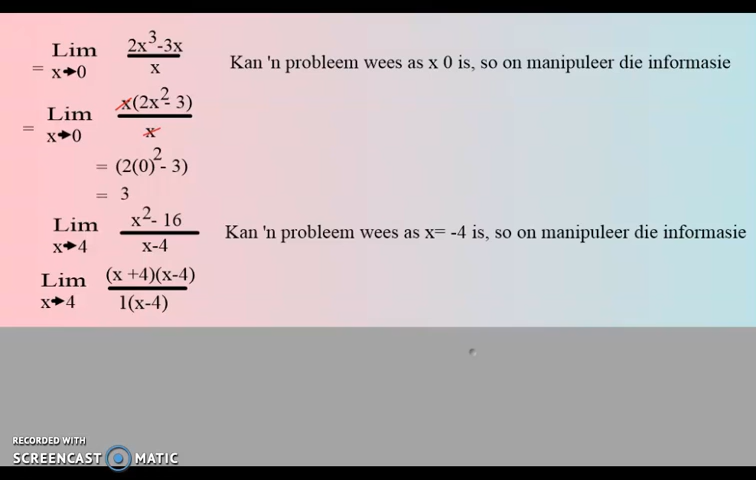 = Lim x→0 2x³-3x / x Kan 'n probleem wees as x 0 is, so on manipuleer die informasie
= Lim x→0 x(2x² - 3) / x
= (2(0)² - 3)
= 3
Lim x→4 x² - 16 / x-4 Kan 'n probleem wees as x= -4 is, so on manipuleer die informasie
Lim x→4 (x +4)(x-4) / 1(x-4)
RECORDED WITH
SCREENCAST MATIC